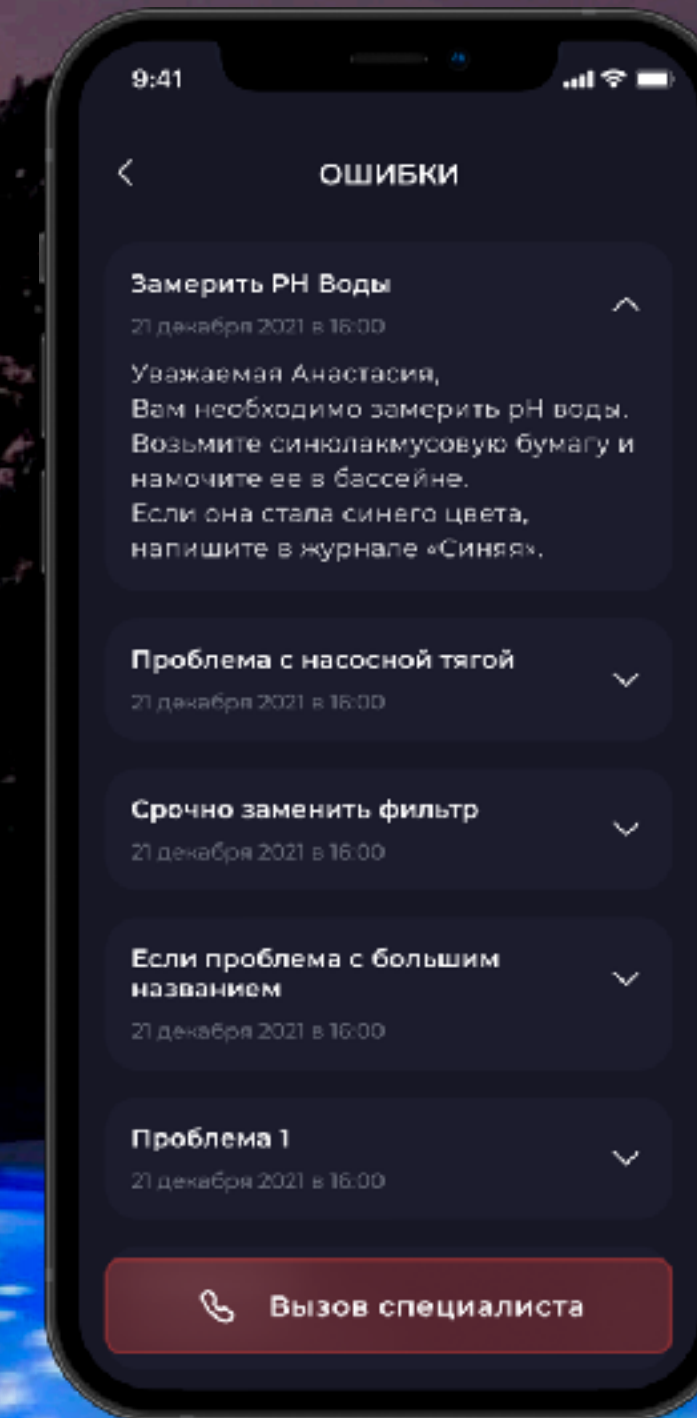 9:41
ОШИБКИ
Замерить РН Воды
21 декабря 2021 в 16:00
Уважаемая Анастасия,
Вам необходимо замерить рН воды.
Возьмите синюлакмусовую бумагу и
намочите ее в бассейне.
Если она стала синего цвета,
напишите в журнале «Синяя».
Проблема с насосной тягой
21 декабря 2021 в 16:00
Срочно заменить фильтр
21 декабря 2021 в 16:00
Если проблема с большим
названием
21 декабря 2021 в 16:00
Проблема 1
21 декабря 2021 в 16:00
Вызов специалиста